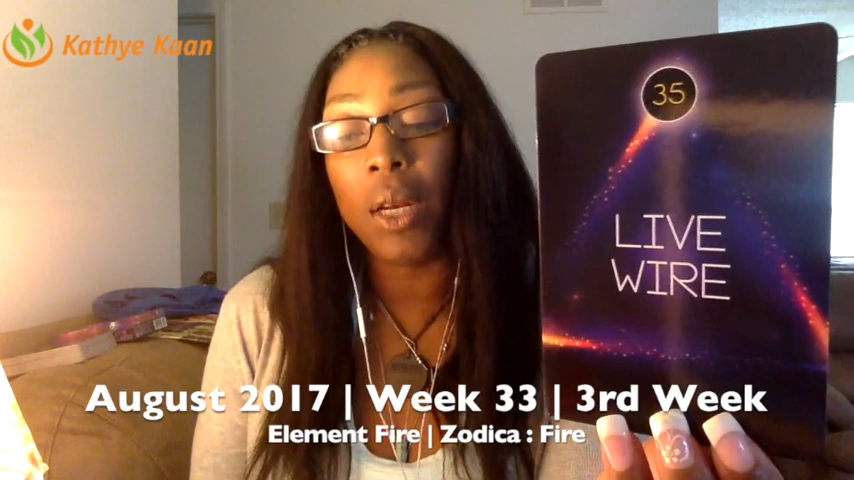 Kathye Kaan
35
LIVE
WIRE
August 2017 | Week 33 | 3rd Week
Element Fire | Zodica : Fire